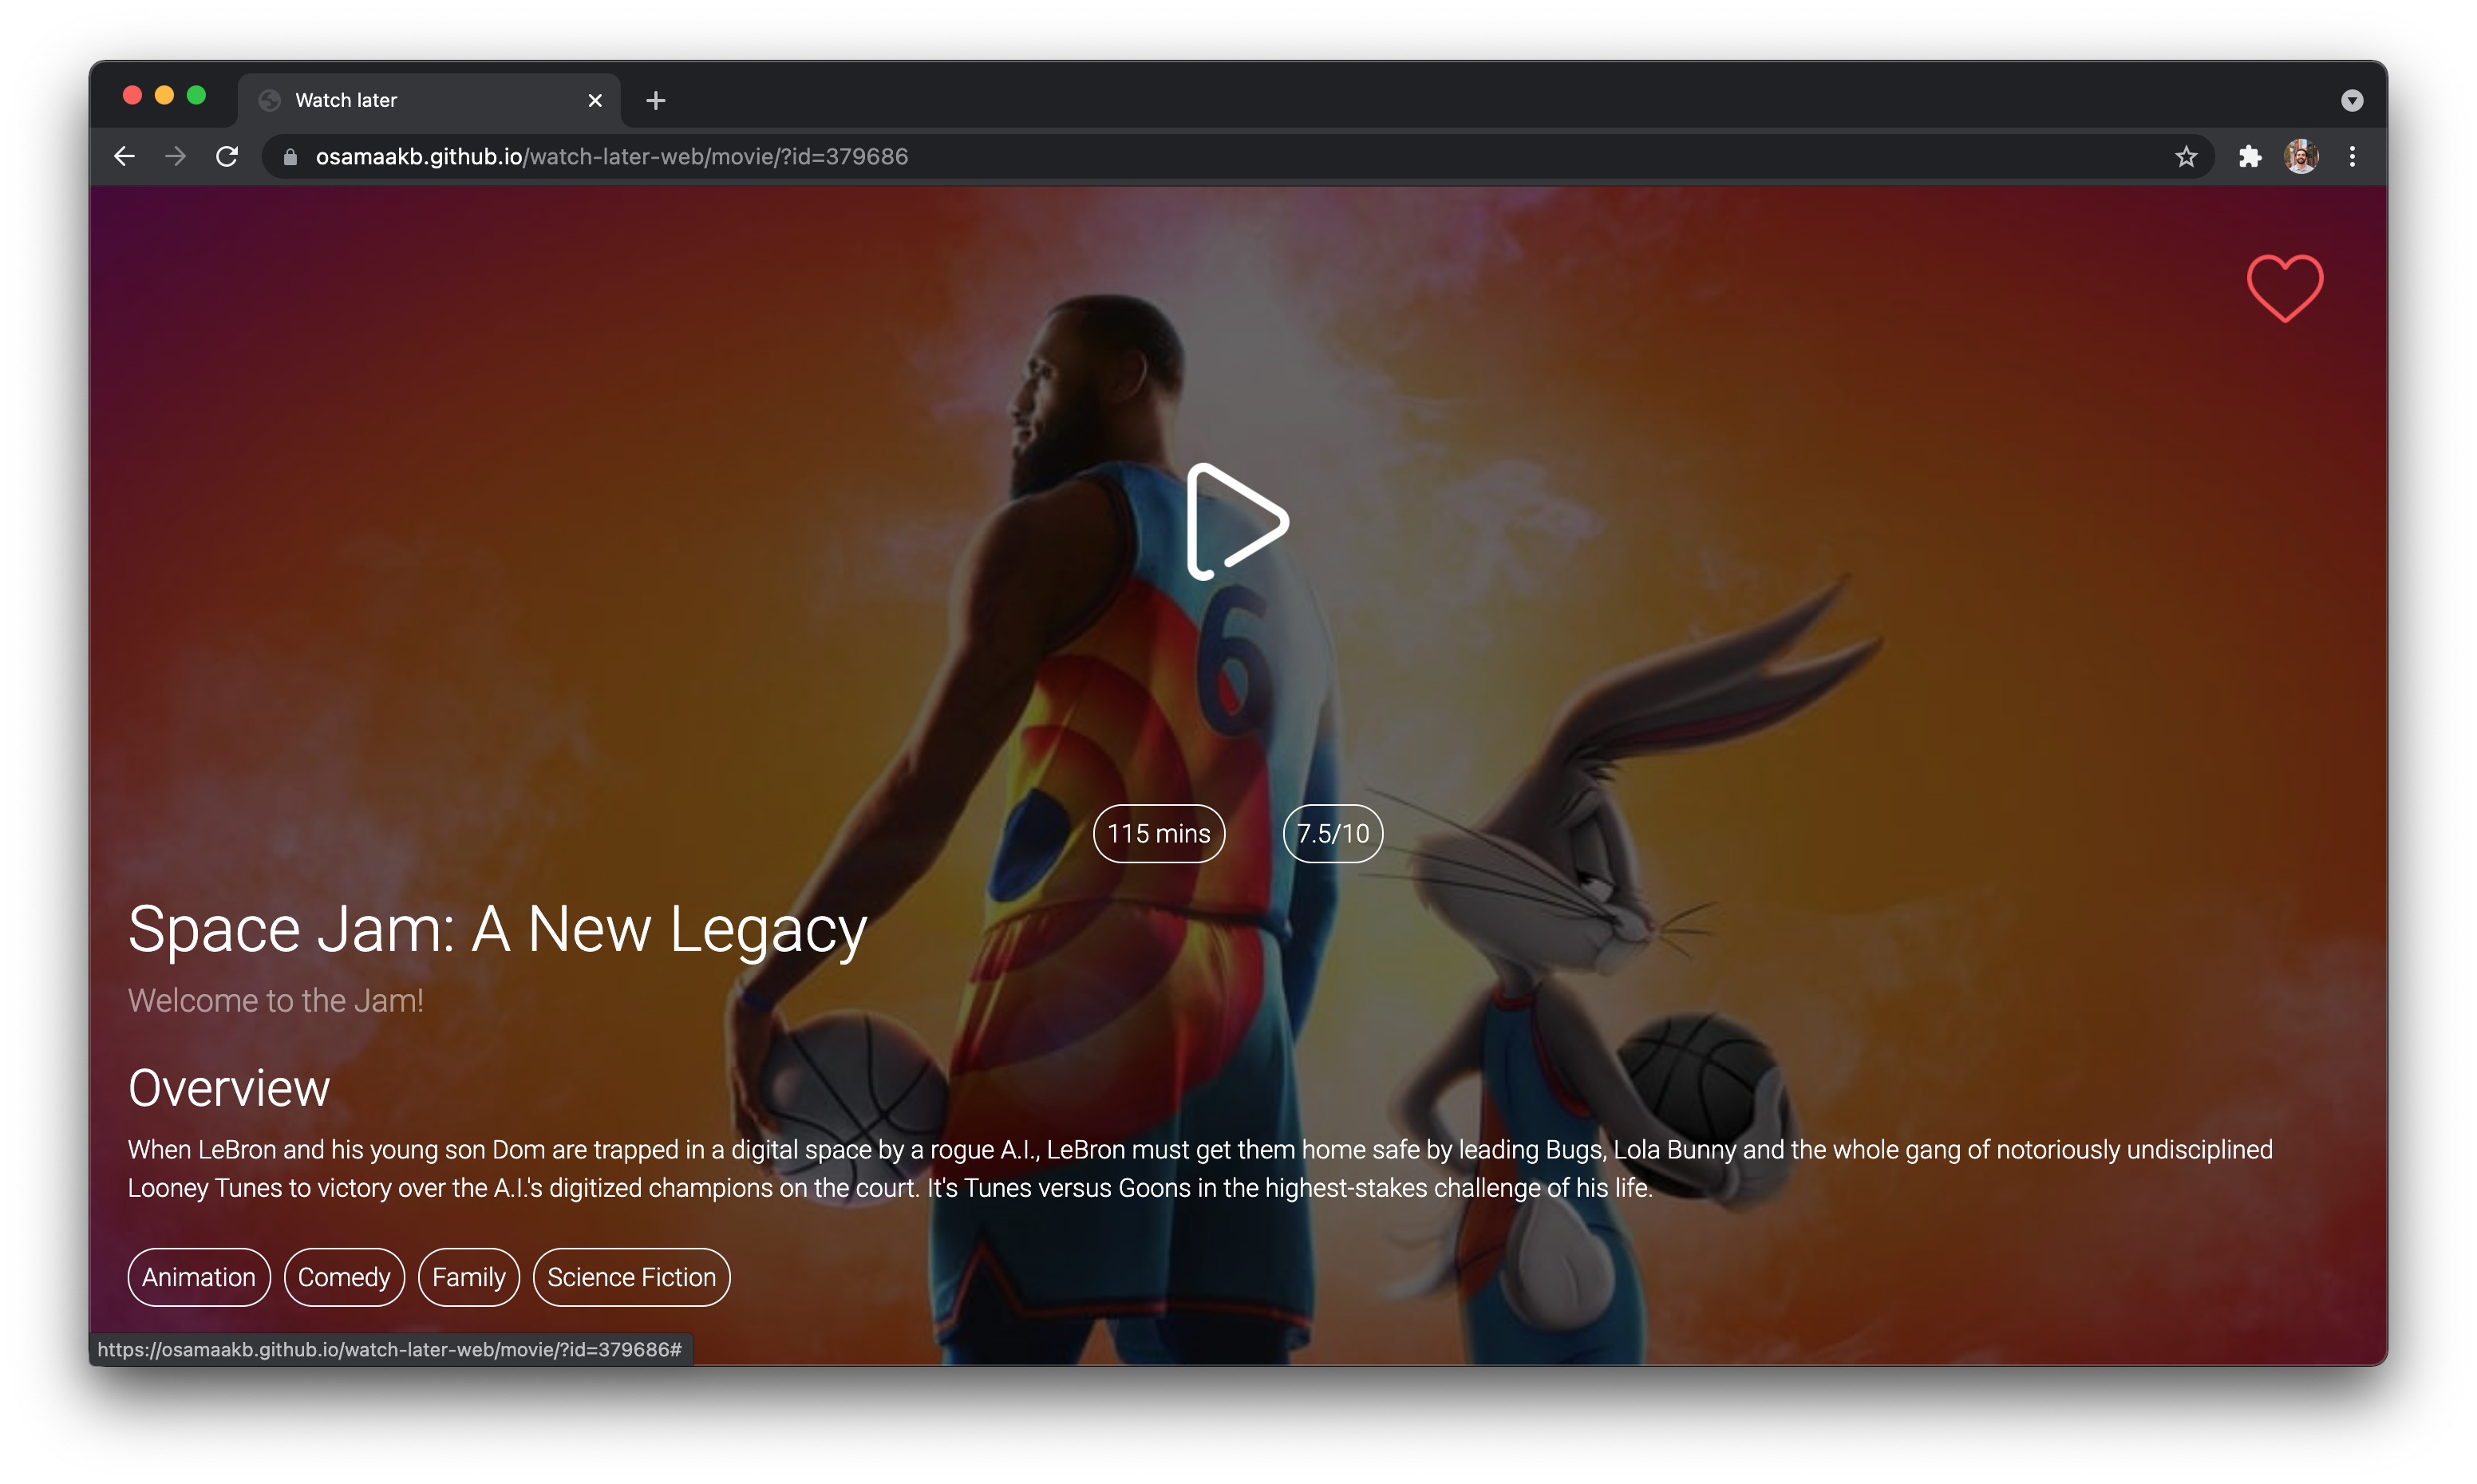 Watch later
osamaakb.github.io/watch-later-web/movie/?id=379686
6
115 mins
7.5/10
Space Jam: A New Legacy
Welcome to the Jam!
Overview
When LeBron and his young son Dom are trapped in a digital space by a rogue A.I., LeBron must get them home safe by leading Bugs, Lola Bunny and the whole gang of notoriously undisciplined
Looney Tunes to victory over the A.I.'s digitized champions on the court. It's Tunes versus Goons in the highest-stakes challenge of his life.
Animation Comedy Family Science Fiction
https://osamaakb.github.io/watch-later-web/movie/?id=379686#